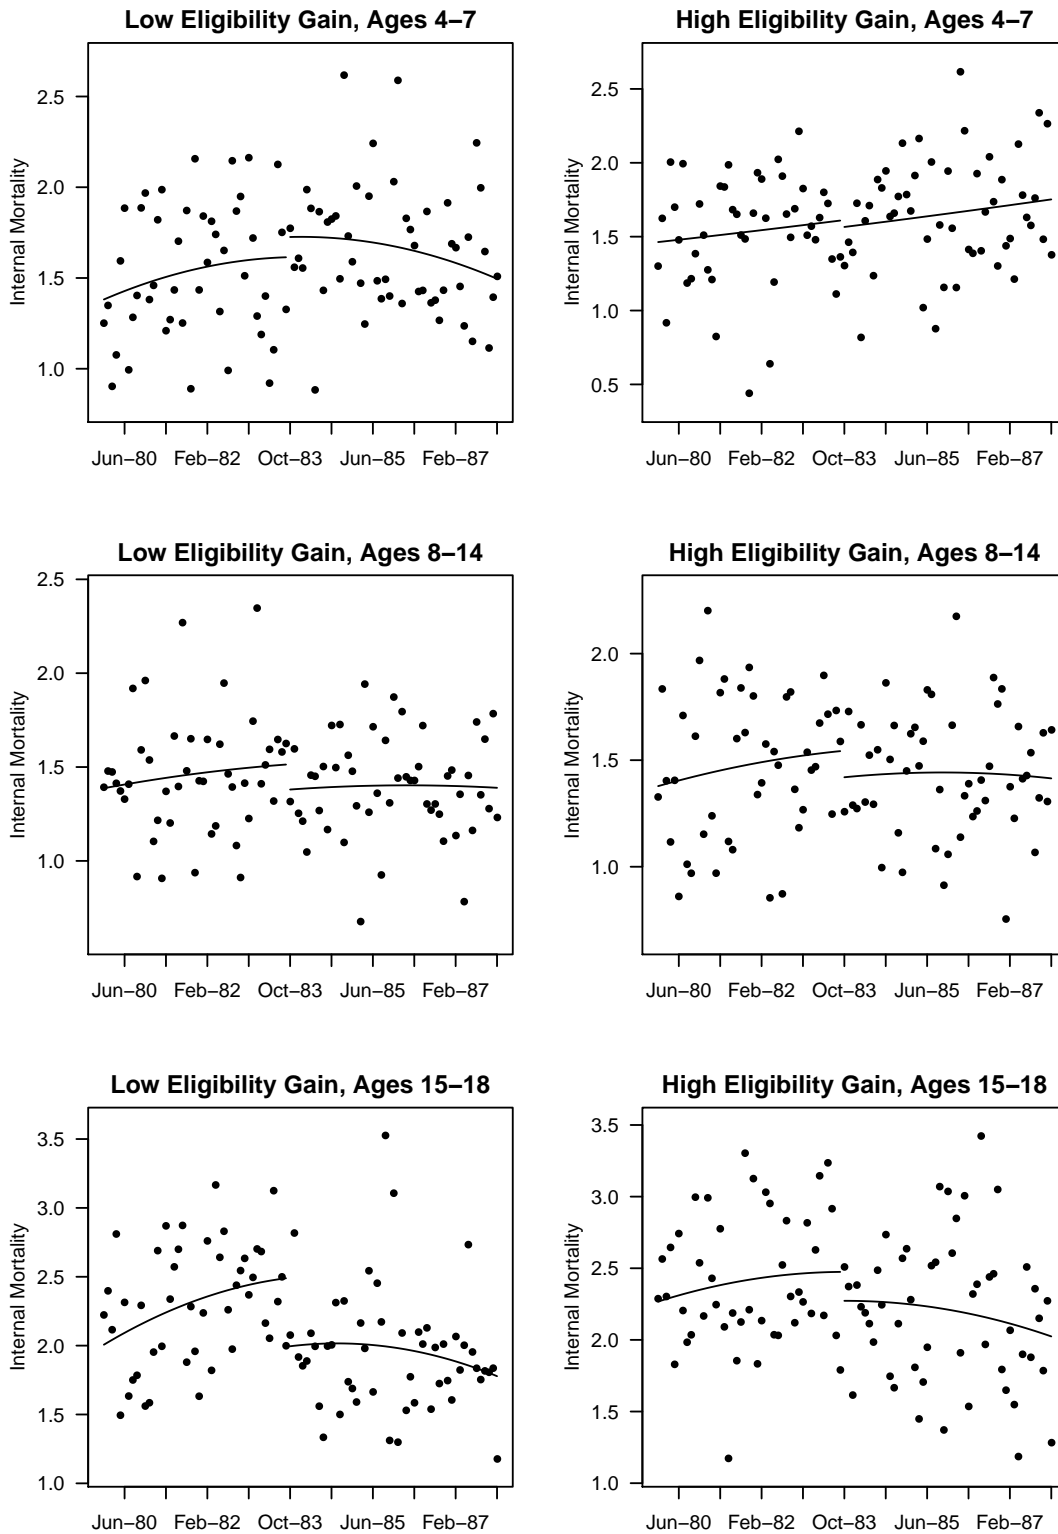 Low Eligibility Gain, Ages 4–7
Internal Mortality
2.5
2.0
1.5
1.0
Jun–80 Feb–82 Oct–83 Jun–85 Feb–87
High Eligibility Gain, Ages 4–7
Internal Mortality
2.5
2.0
1.5
1.0
0.5
Jun–80 Feb–82 Oct–83 Jun–85 Feb–87
Low Eligibility Gain, Ages 8–14
Internal Mortality
2.5
2.0
1.5
1.0
Jun–80 Feb–82 Oct–83 Jun–85 Feb–87
High Eligibility Gain, Ages 8–14
Internal Mortality
2.0
1.5
1.0
Jun–80 Feb–82 Oct–83 Jun–85 Feb–87
Low Eligibility Gain, Ages 15–18
Internal Mortality
3.5
3.0
2.5
2.0
1.5
1.0
Jun–80 Feb–82 Oct–83 Jun–85 Feb–87
High Eligibility Gain, Ages 15–18
Internal Mortality
3.5
3.0
2.5
2.0
1.5
1.0
Jun–80 Feb–82 Oct–83 Jun–85 Feb–87